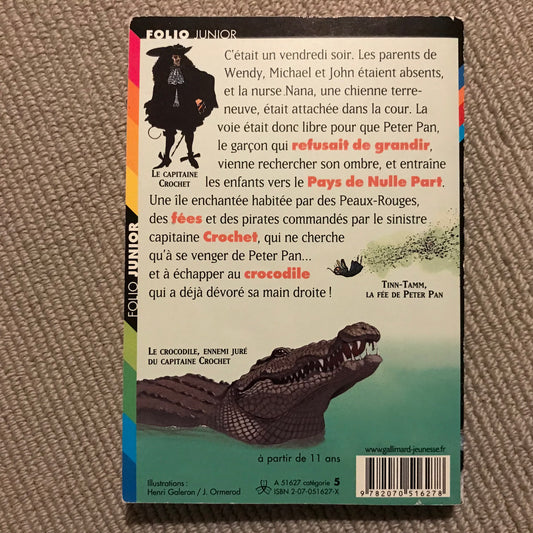 FOLIO JUNIOR
C'était un vendredi soir. Les parents de
Wendy, Michael et John étaient absents,
et la nurse Nana, une chienne terre-
neuve, était attachée dans la cour. La
voie était donc libre pour que Peter Pan,
le garçon qui refusait de grandir,
vienne rechercher son ombre, et entraine
les enfants vers le Pays de Nulle Part.
Une île enchantée habitée par des Peaux-Rouges,
des fées et des pirates commandés par le sinistre
capitaine Crochet, qui ne cherche
qu'à se venger de Peter Pan...
et à échapper au crocodile
qui a déjà dévoré sa main droite !
LE CAPITAINE
CROCHET
TINN-TAMM,
LA FÉE DE PETER PAN
FOLIO JUNIOR
LE CROCODILE, ENNEMI JURÉ
DU CAPITAINE CROCHET
www.gallimard-jeunesse.fr
à partir de 11 ans
Illustrations :
Henri Galeron / J. Ormerod
A 51627 catégorie 5
ISBN 2-07-051627-X
9 782070 516278